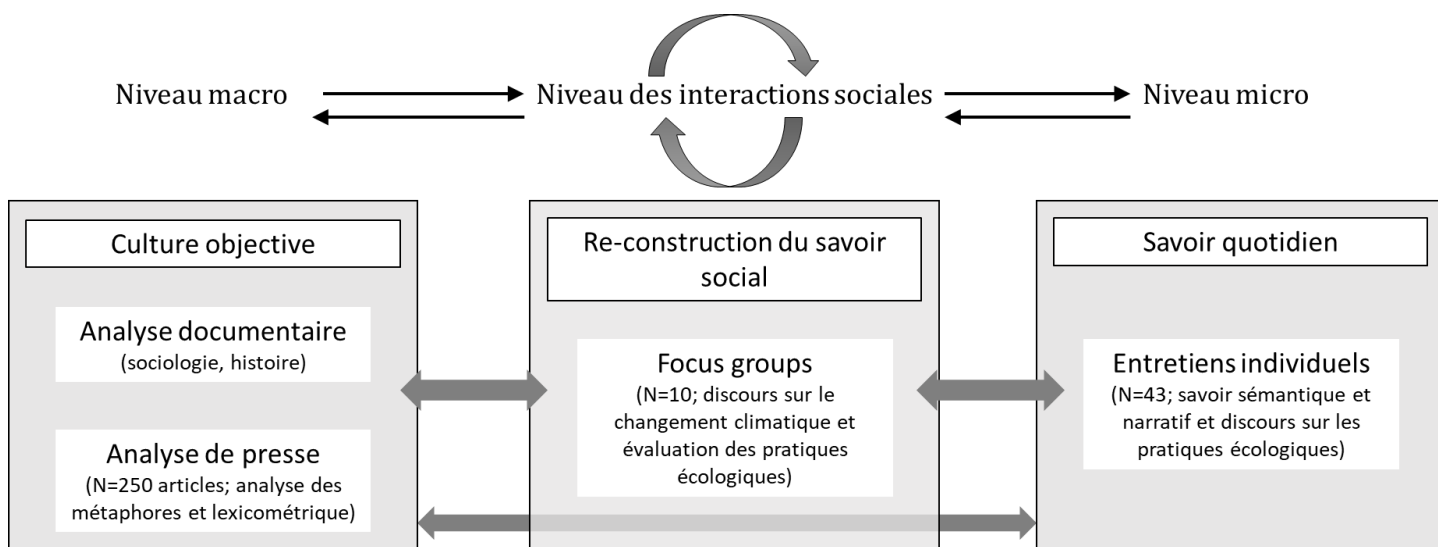 Niveau macro
Niveau des interactions sociales
Niveau micro
Culture objective
Analyse documentaire
(sociologie, histoire)
Analyse de presse
(N=250 articles; analyse des
métaphores et lexicométrique)
Re-construction du savoir
social
Focus groups
(N=10; discours sur le
changement climatique et
évaluation des pratiques
écologiques)
Savoir quotidien
Entretiens individuels
(N=43; savoir sémantique et
narratif et discours sur les
pratiques écologiques)